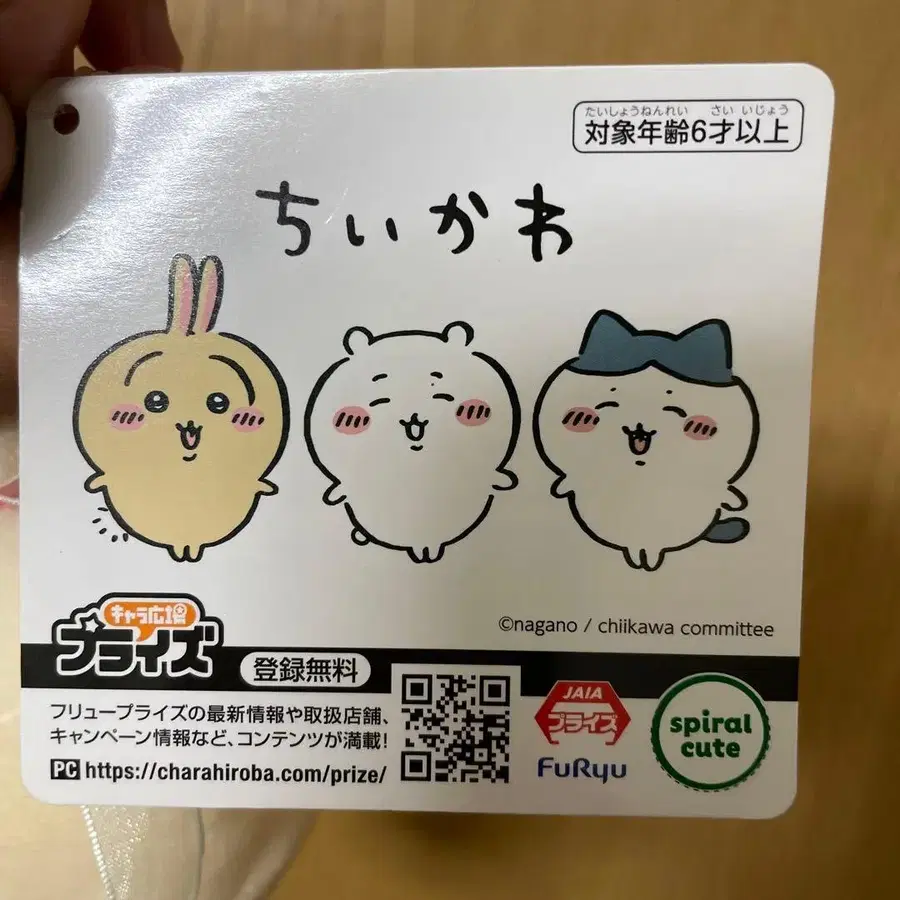 たいしょうねんれい さい いじょう
対象年齢6才以上
ちいかわ
©nagano / chiikawa committee
キャラ広場
プライズ
登録無料
フリュープライズの最新情報や取扱店舗、
キャンペーン情報など、コンテンツが満載!
PC https://charahiroba.com/prize/
JAIA
プライズ
FuRyu
spiral
cute